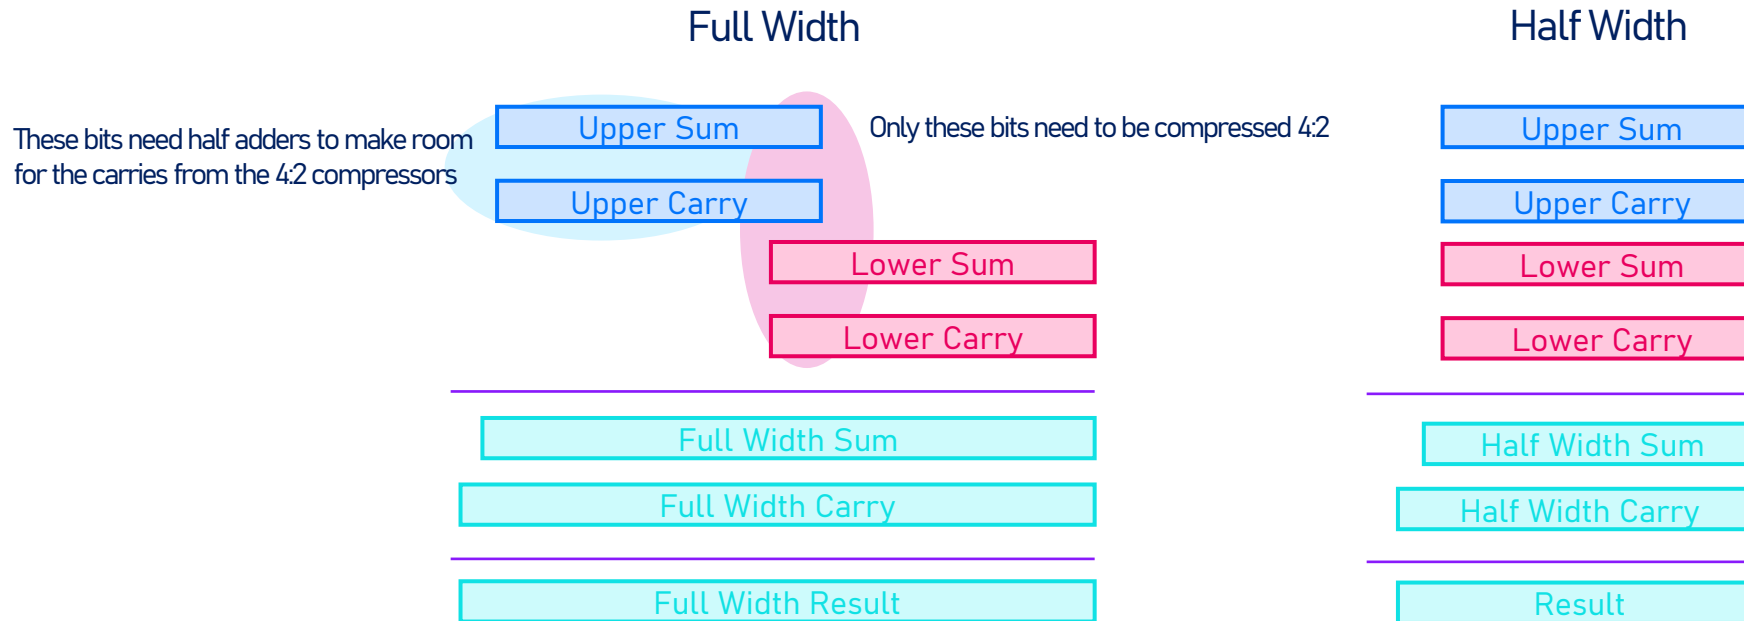 Full Width
Half Width
These bits need half adders to make room
for the carries from the 4:2 compressors
Upper Sum
Only these bits need to be compressed 4:2
Upper Carry
Lower Sum
Lower Carry
Full Width Sum
Full Width Carry
Full Width Result
Upper Sum
Upper Carry
Lower Sum
Lower Carry
Half Width Sum
Half Width Carry
Result